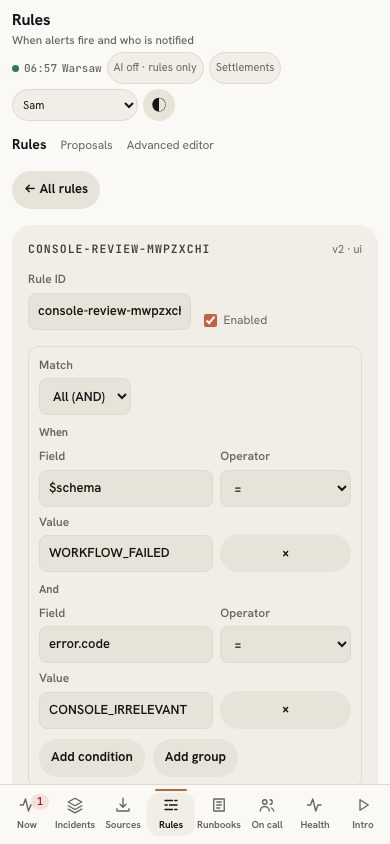 Rules
When alerts fire and who is notified
06:57 Warsaw AI off · rules only Settlements
Sam
Rules Proposals Advanced editor
← All rules
CONSOLE-REVIEW-MWPZXCHI v2 · ui
Rule ID
console-review-mwpzxcl Enabled
Match
All (AND)
When
Field Operator
$schema =
Value
WORKFLOW_FAILED ×
And
Field Operator
error.code =
Value
CONSOLE_IRRELEVANT ×
Add condition Add group
1
Now Incidents Sources Rules Runbooks On call Health Intro